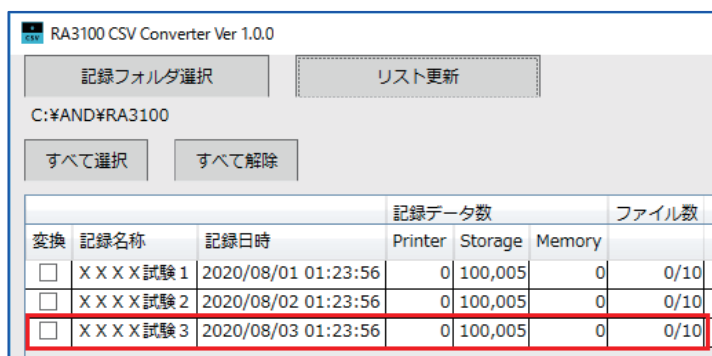 CSV RA3100 CSV Converter Ver 1.0.0
記録フォルダ選択 リスト更新
C:¥AND¥RA3100
すべて選択 すべて解除
記録データ数 ファイル数
変換 記録名称 記録日時 Printer Storage Memory
ＸＸＸＸ試験１ 2020/08/01 01:23:56 0 100,005 0 0/10
ＸＸＸＸ試験２ 2020/08/02 01:23:56 0 100,005 0 0/10
ＸＸＸＸ試験３ 2020/08/03 01:23:56 0 100,005 0 0/10